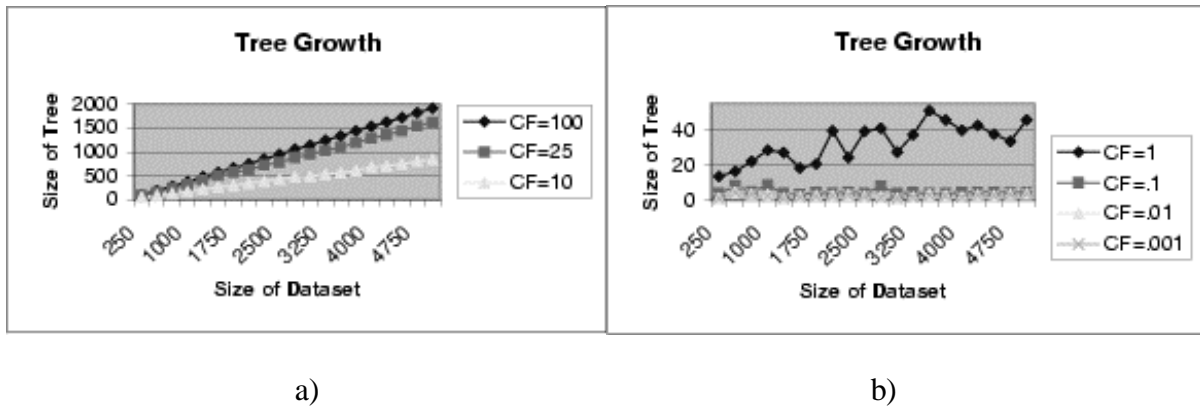 Tree Growth
Size of Tree
2000
1500
1000
500
0
250
1000
1750
2500
3250
4000
4750
Size of Dataset
CF=100
CF=25
CF=10
a)
Tree Growth
Size of Tree
40
20
0
250
1000
1750
2500
3250
4000
4750
Size of Dataset
CF=1
CF=.1
CF=.01
CF=.001
b)